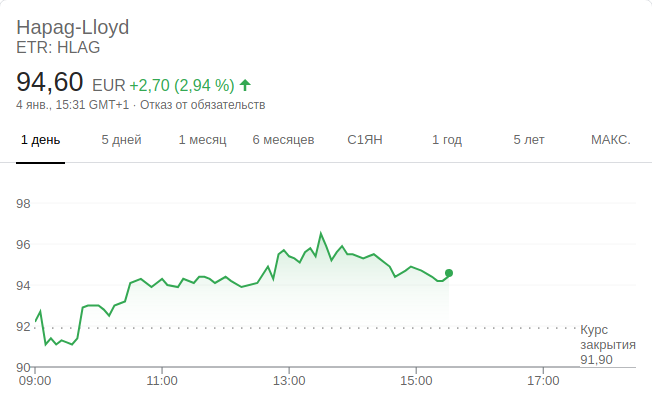 Hapag-Lloyd
ETR: HLAG
94,60 EUR +2,70 (2,94 %)
4 янв., 15:31 GMT+1 · Отказ от обязательств
1 день 5 дней 1 месяц 6 месяцев С1ЯН 1 год 5 лет МАКС.
98
96
94
92
Курс
закрытия
91,90
90
09:00 11:00 13:00 15:00 17:00